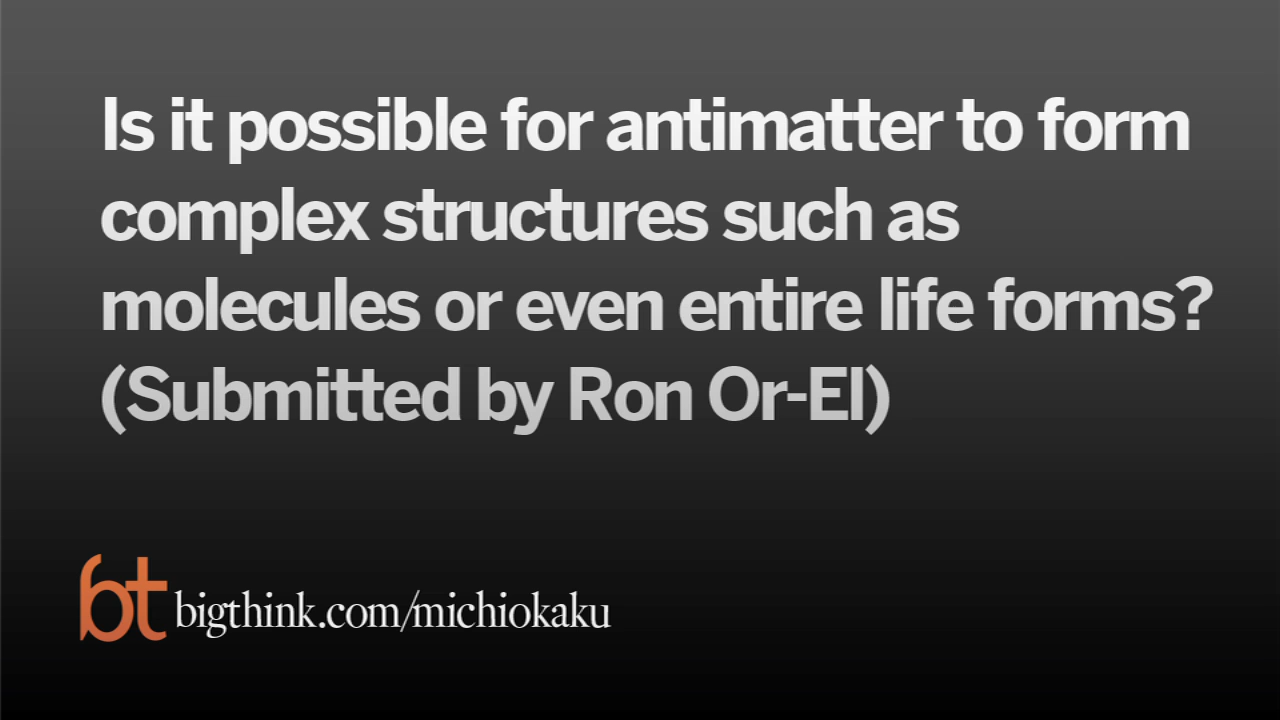 Is it possible for antimatter to form
complex structures such as
molecules or even entire life forms?
(Submitted by Ron Or-El)
bt bigthink.com/michiokaku